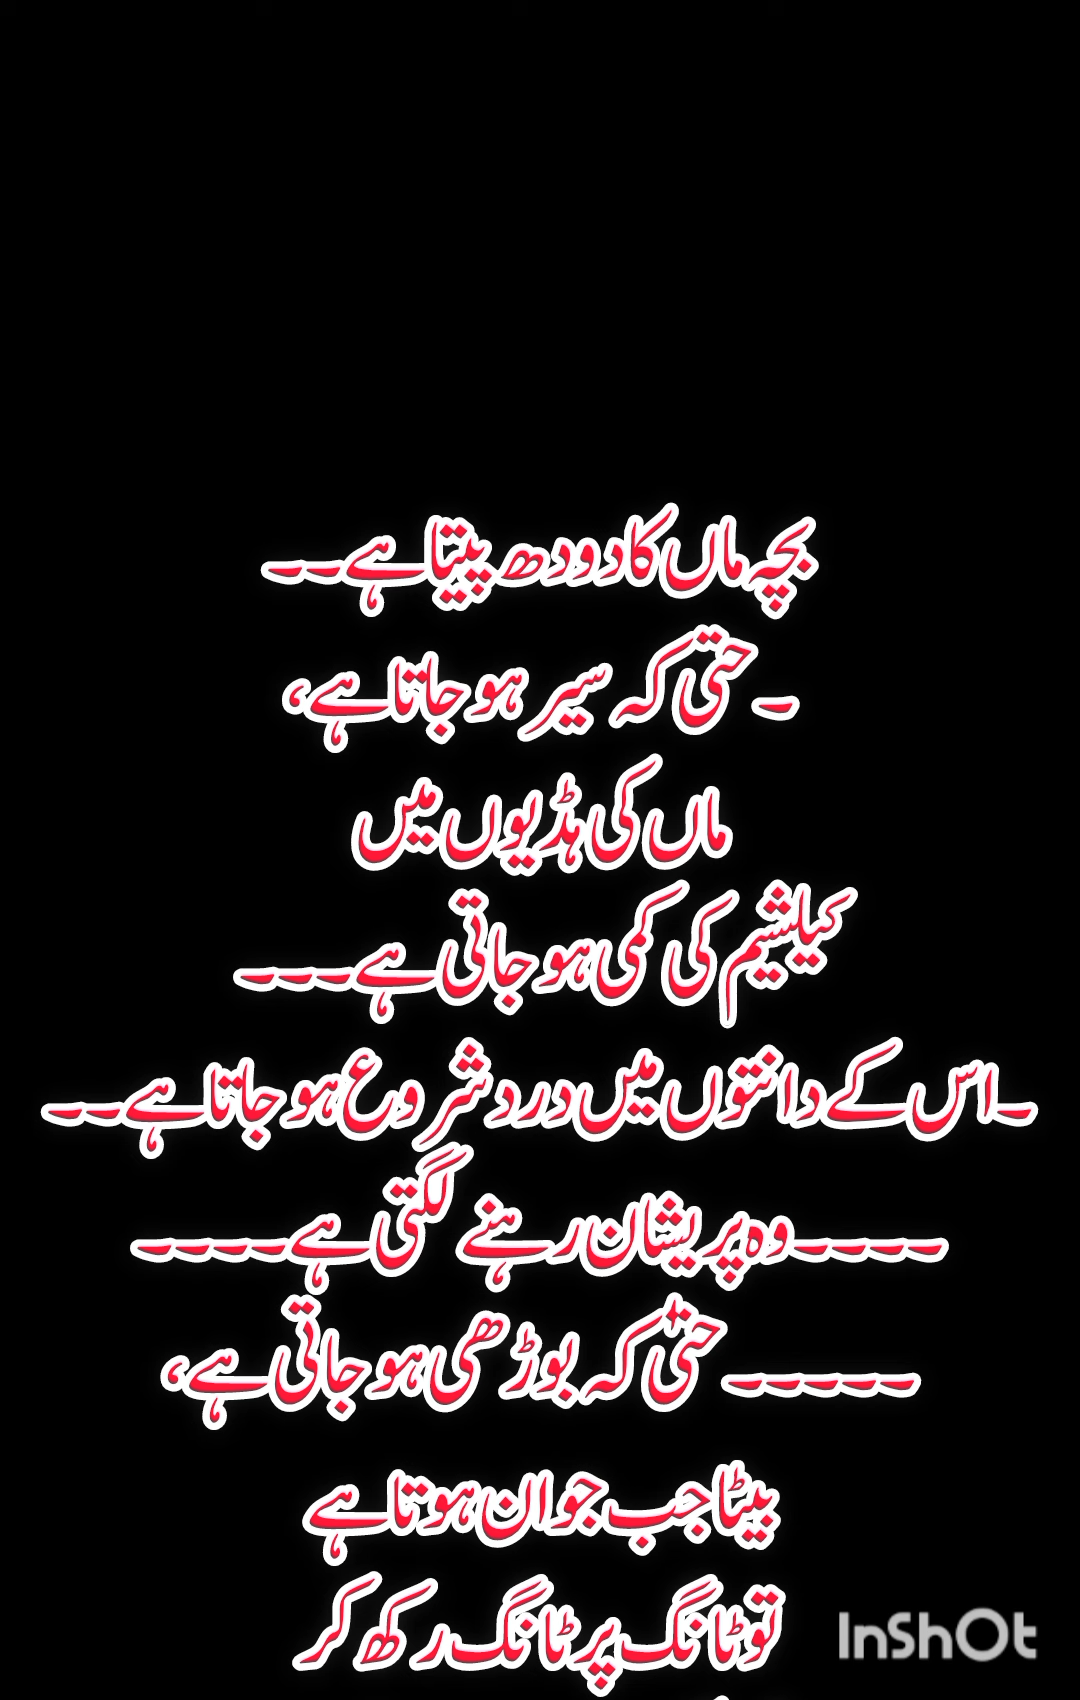 بچہ ماں کا دودھ پیتا ہے۔۔
۔ حتی کہ سیر ہو جاتا ہے،
ماں کی ہڈیوں میں
کیلشیم کی کمی ہو جاتی ہے۔۔۔
۔اس کے دانتوں میں درد شروع ہو جاتا ہے۔۔
۔۔۔۔وہ پریشان رہنے لگتی ہے۔۔۔۔
۔۔۔۔۔ حتیٰ کہ بوڑھی ہو جاتی ہے،
بیٹا جب جوان ہوتا ہے
تو ٹانگ پر ٹانگ رکھ کر
InShOt